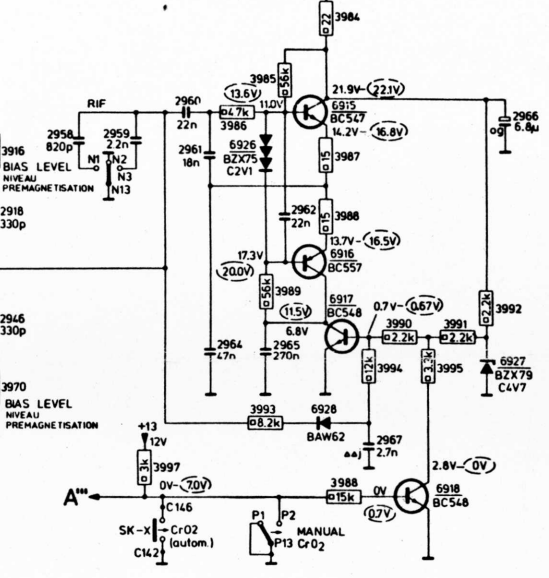 22
3984
3985
56k
13.6V
11.0V
21.9V-
22.1V
6915
BC547
14.2V-
16.8V
2966
6.8µ
RIF
2960
22n
4.7k
3986
2958
820p
2959
2.2n
3916
BIAS LEVEL
NIVEAU
PREMAGNETISATION
N1
N2
N3
N13
2961
18n
6926
BZX75
C2V1
15
3987
2918
330p
2962
22n
15
3988
13.7V-
16.5V
17.3V
20.0V
6916
BC557
56k
3989
11.5V
6.8V
6917
BC548
0.7V-
0.67V
2.2k
3992
2946
330p
3990
2.2k
3991
2.2k
2964
47n
2965
270n
12k
3994
3.3k
3995
6927
BZX79
C4V7
3970
BIAS LEVEL
NIVEAU
PREMAGNETISATION
3993
8.2k
6928
BAW62
2967
2.7n
+13
12V
3k
3997
0V-
7.0V
2.8V-
0V
A'''
3988
15k
0V
0.7V
6918
BC548
C146
SK-X
CrO2
(autom.)
C142
P1
P2
P13
MANUAL
CrO2